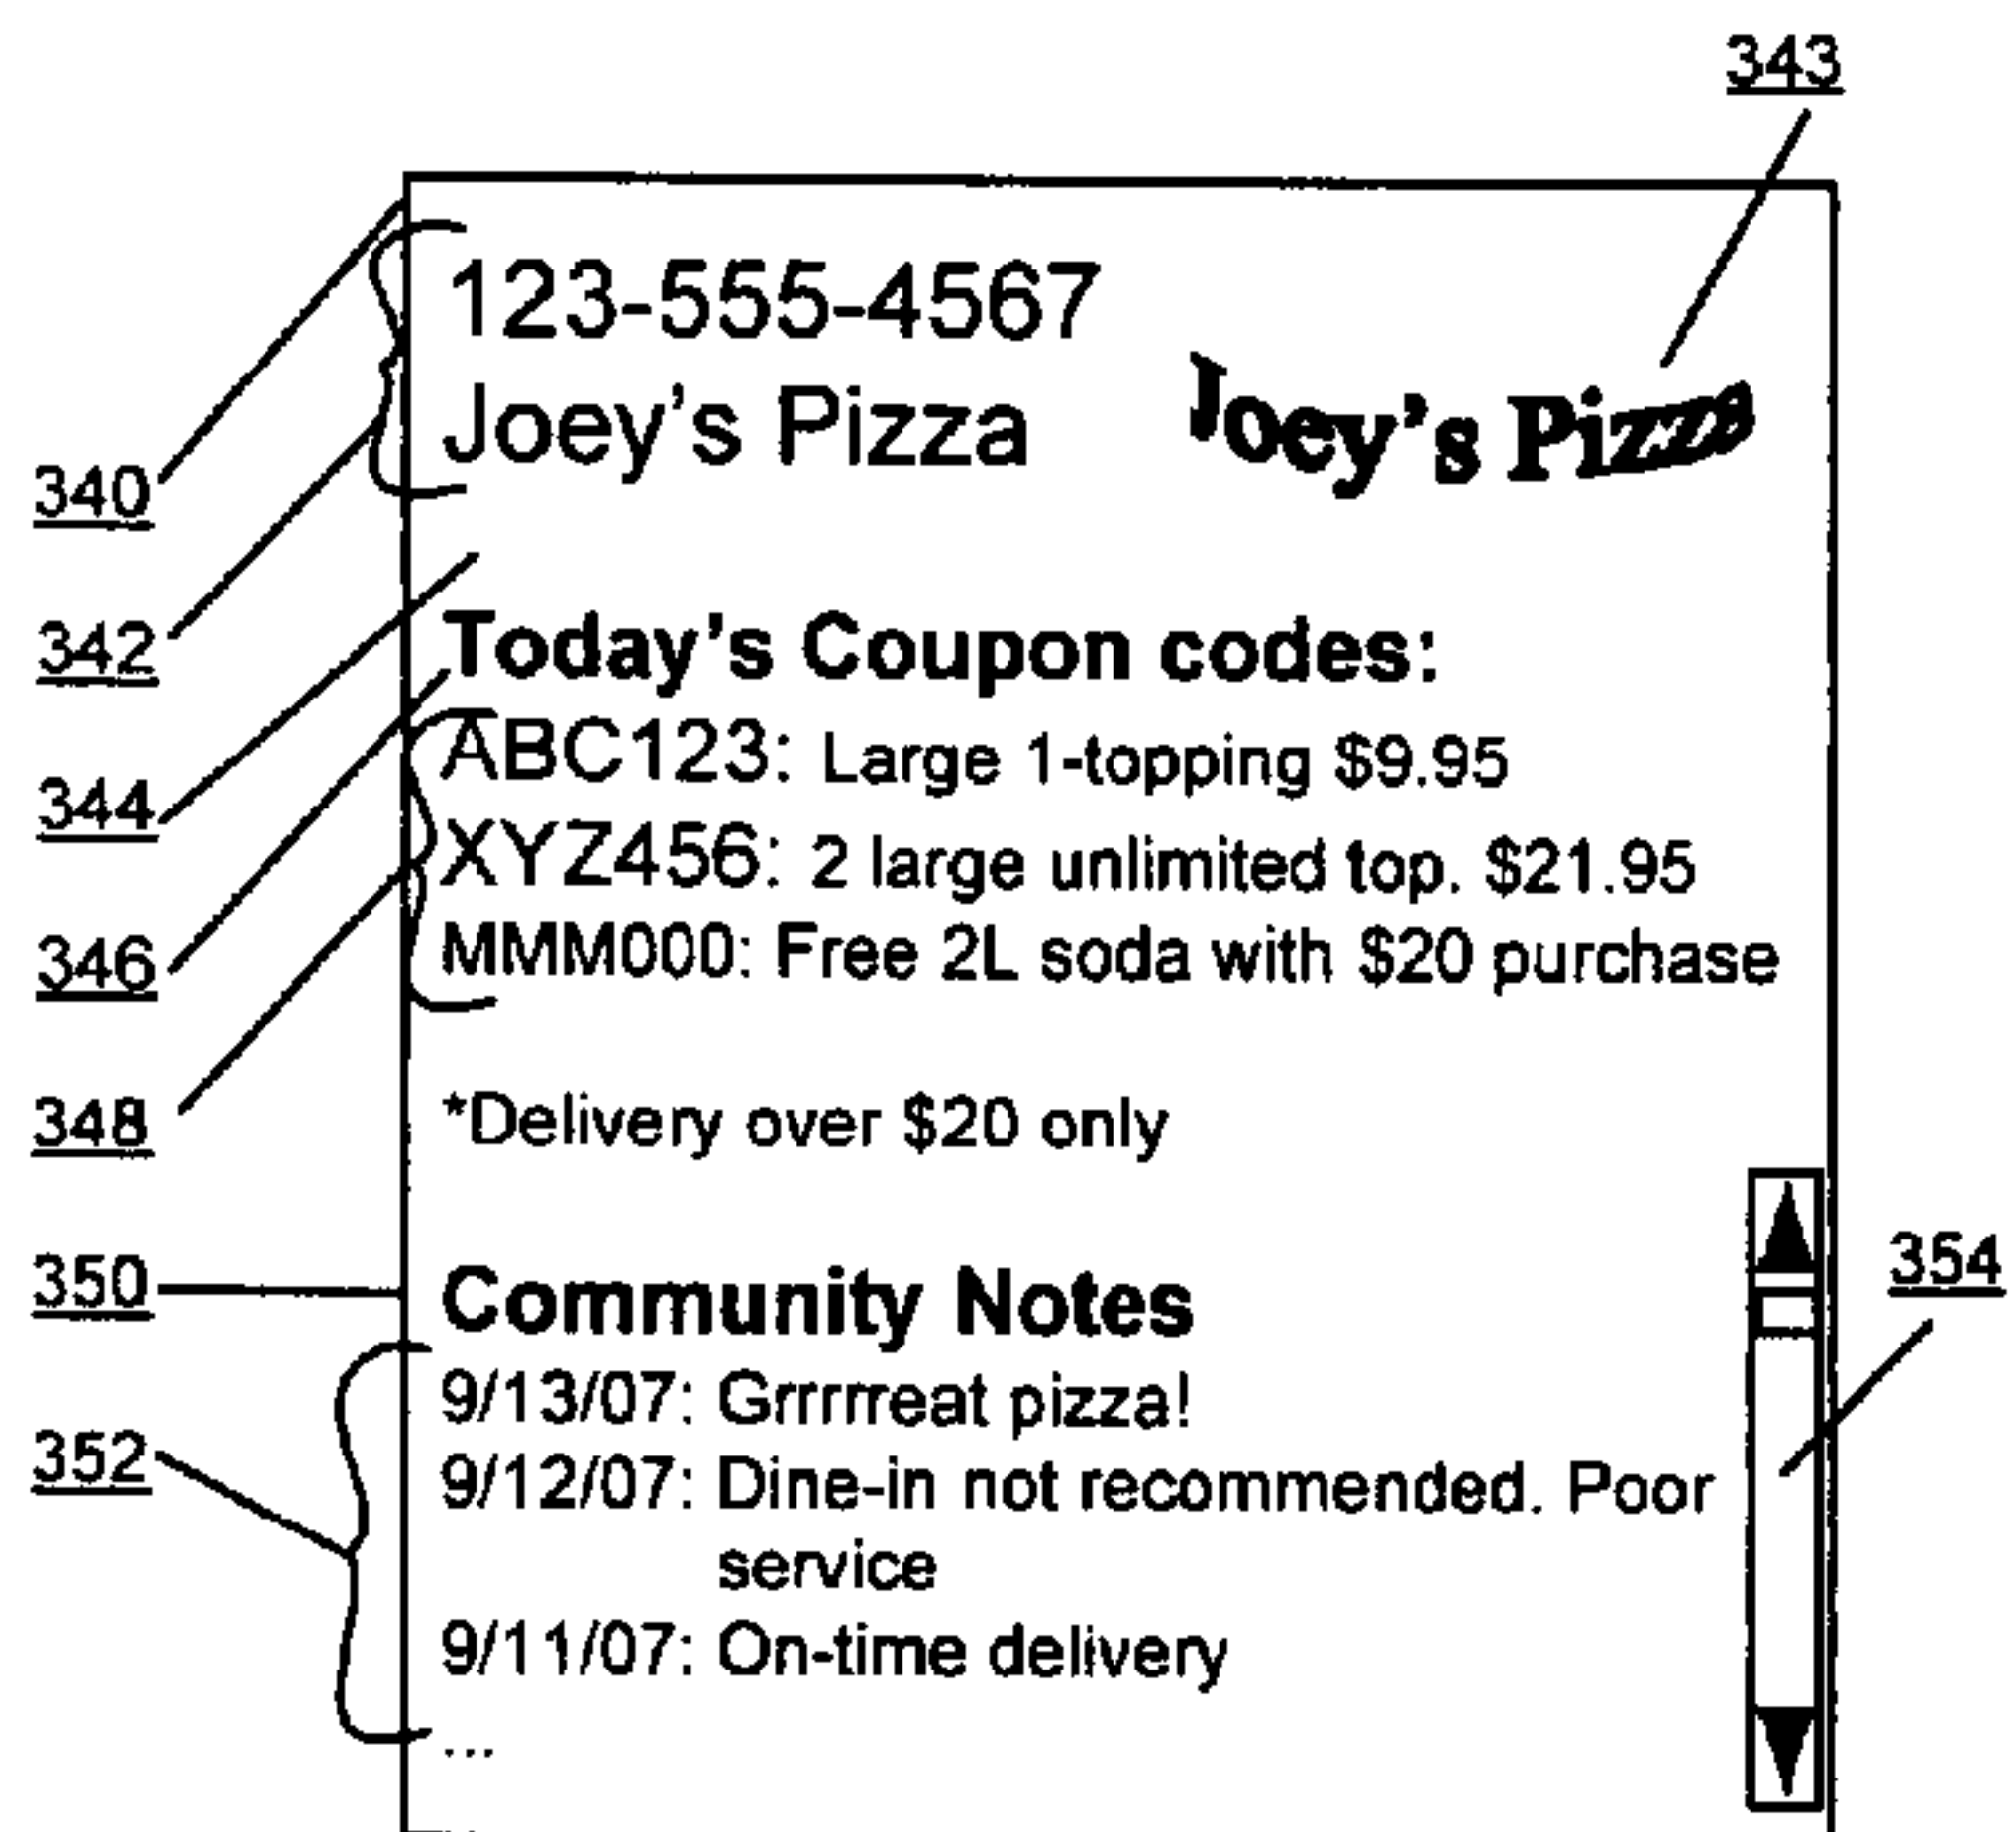 343
123-555-4567
Joey's Pizza
Joey's Pizza
340
342
Today's Coupon codes:
344
ABC123: Large 1-topping $9.95
XYZ456: 2 large unlimited top. $21.95
346
MMM000: Free 2L soda with $20 purchase
348
*Delivery over $20 only
350
354
Community Notes
9/13/07: Grrrrreat pizza!
352
9/12/07: Dine-in not recommended. Poor
service
9/11/07: On-time delivery
...